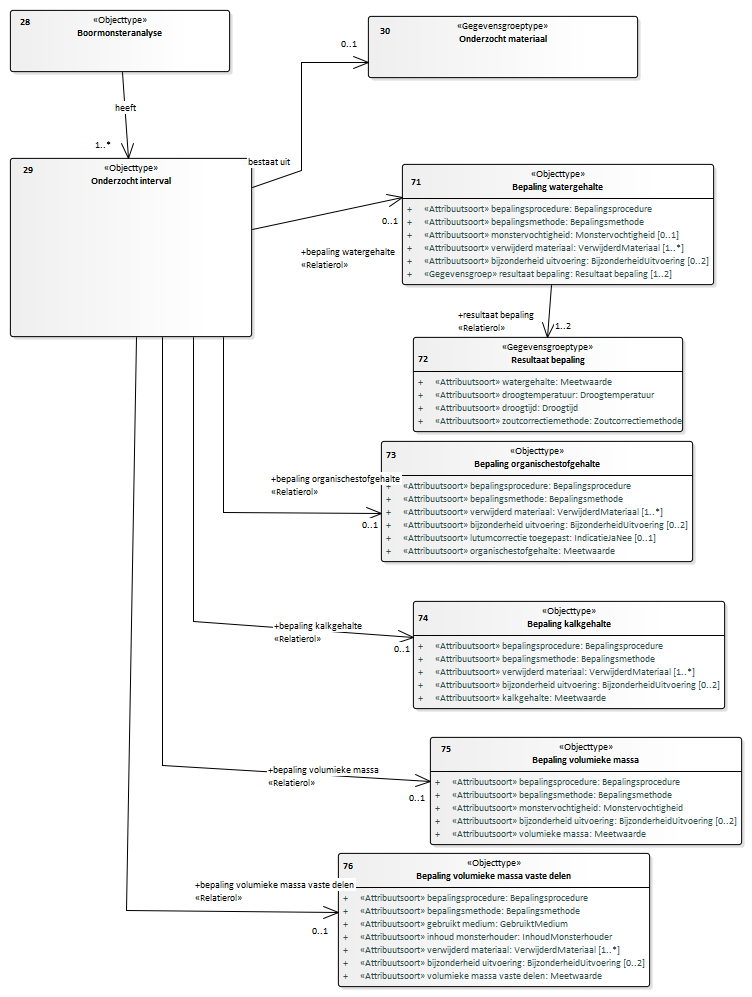 28
«Objecttype»
Boormonsteranalyse
30
«Gegevensgroeptype»
Onderzocht materiaal
0..1
heeft
1..*
bestaat uit
29
«Objecttype»
Onderzocht interval
71
«Objecttype»
Bepaling watergehalte
+ «Attribuutsoort» bepalingsprocedure: Bepalingsprocedure
+ «Attribuutsoort» bepalingsmethode: Bepalingsmethode
+ «Attribuutsoort» monstervochtigheid: Monstervochtigheid [0..1]
+ «Attribuutsoort» verwijderd materiaal: VerwijderdMateriaal [1..*]
+ «Attribuutsoort» bijzonderheid uitvoering: BijzonderheidUitvoering [0..2]
+ «Gegevensgroep» resultaat bepaling: Resultaat bepaling [1..2]
0..1
+bepaling watergehalte
«Relatierol»
+resultaat bepaling
«Relatierol»
1..2
72
«Gegevensgroeptype»
Resultaat bepaling
+ «Attribuutsoort» watergehalte: Meetwaarde
+ «Attribuutsoort» droogtemperatuur: Droogtemperatuur
+ «Attribuutsoort» droogtijd: Droogtijd
+ «Attribuutsoort» zoutcorrectiemethode: Zoutcorrectiemethode
73
«Objecttype»
Bepaling organischestofgehalte
+ «Attribuutsoort» bepalingsprocedure: Bepalingsprocedure
+ «Attribuutsoort» bepalingsmethode: Bepalingsmethode
+ «Attribuutsoort» verwijderd materiaal: VerwijderdMateriaal [1..*]
+ «Attribuutsoort» bijzonderheid uitvoering: BijzonderheidUitvoering [0..2]
+ «Attribuutsoort» lutumcorrectie toegepast: IndicatieJaNee [0..1]
+ «Attribuutsoort» organischestofgehalte: Meetwaarde
+bepaling organischestofgehalte
«Relatierol»
0..1
74
«Objecttype»
Bepaling kalkgehalte
+ «Attribuutsoort» bepalingsprocedure: Bepalingsprocedure
+ «Attribuutsoort» bepalingsmethode: Bepalingsmethode
+ «Attribuutsoort» verwijderd materiaal: VerwijderdMateriaal [1..*]
+ «Attribuutsoort» bijzonderheid uitvoering: BijzonderheidUitvoering [0..2]
+ «Attribuutsoort» kalkgehalte: Meetwaarde
+bepaling kalkgehalte
«Relatierol»
0..1
75
«Objecttype»
Bepaling volumieke massa
+ «Attribuutsoort» bepalingsprocedure: Bepalingsprocedure
+ «Attribuutsoort» bepalingsmethode: Bepalingsmethode
+ «Attribuutsoort» monstervochtigheid: Monstervochtigheid
+ «Attribuutsoort» bijzonderheid uitvoering: BijzonderheidUitvoering [0..2]
+ «Attribuutsoort» volumieke massa: Meetwaarde
+bepaling volumieke massa
«Relatierol»
0..1
76
«Objecttype»
Bepaling volumieke massa vaste delen
+ «Attribuutsoort» bepalingsprocedure: Bepalingsprocedure
+ «Attribuutsoort» bepalingsmethode: Bepalingsmethode
+ «Attribuutsoort» gebruikt medium: GebruiktMedium
+ «Attribuutsoort» inhoud monsterhouder: InhoudMonsterhouder
+ «Attribuutsoort» verwijderd materiaal: VerwijderdMateriaal [1..*]
+ «Attribuutsoort» bijzonderheid uitvoering: BijzonderheidUitvoering [0..2]
+ «Attribuutsoort» volumieke massa vaste delen: Meetwaarde
+bepaling volumieke massa vaste delen
«Relatierol»
0..1